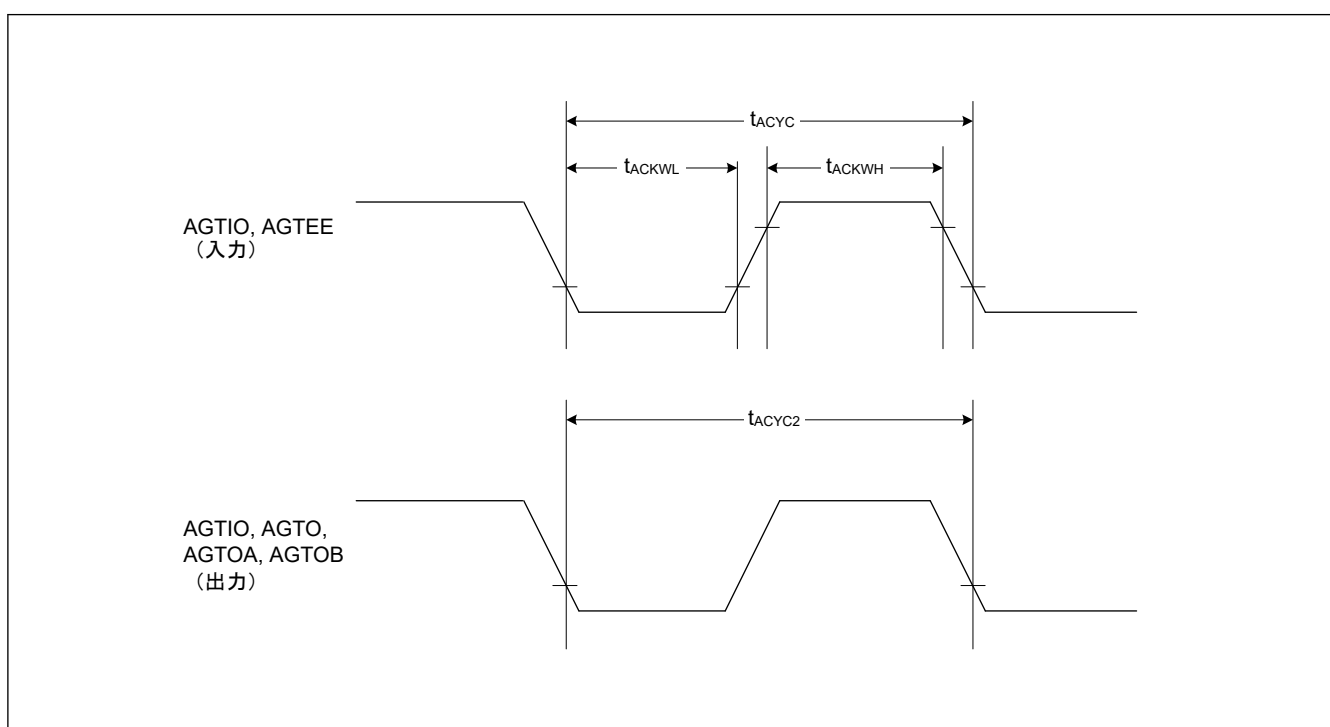 tACYC
tACKWL
tACKWH
AGTIO, AGTEE
（入力）
tACYC2
AGTIO, AGTO,
AGTOA, AGTOB
（出力）